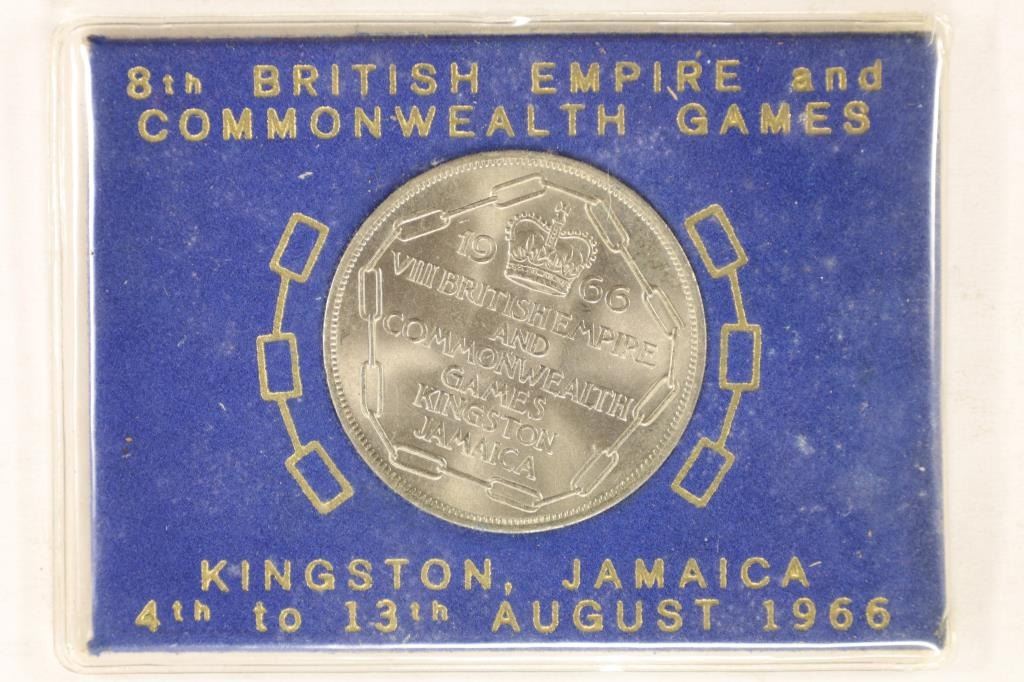 8th BRITISH EMPIRE and
COMMONWEALTH GAMES
19 66
VIII BRITISH EMPIRE
AND
COMMONWEALTH
GAMES
KINGSTON
JAMAICA
KINGSTON, JAMAICA
4th to 13th AUGUST 1966